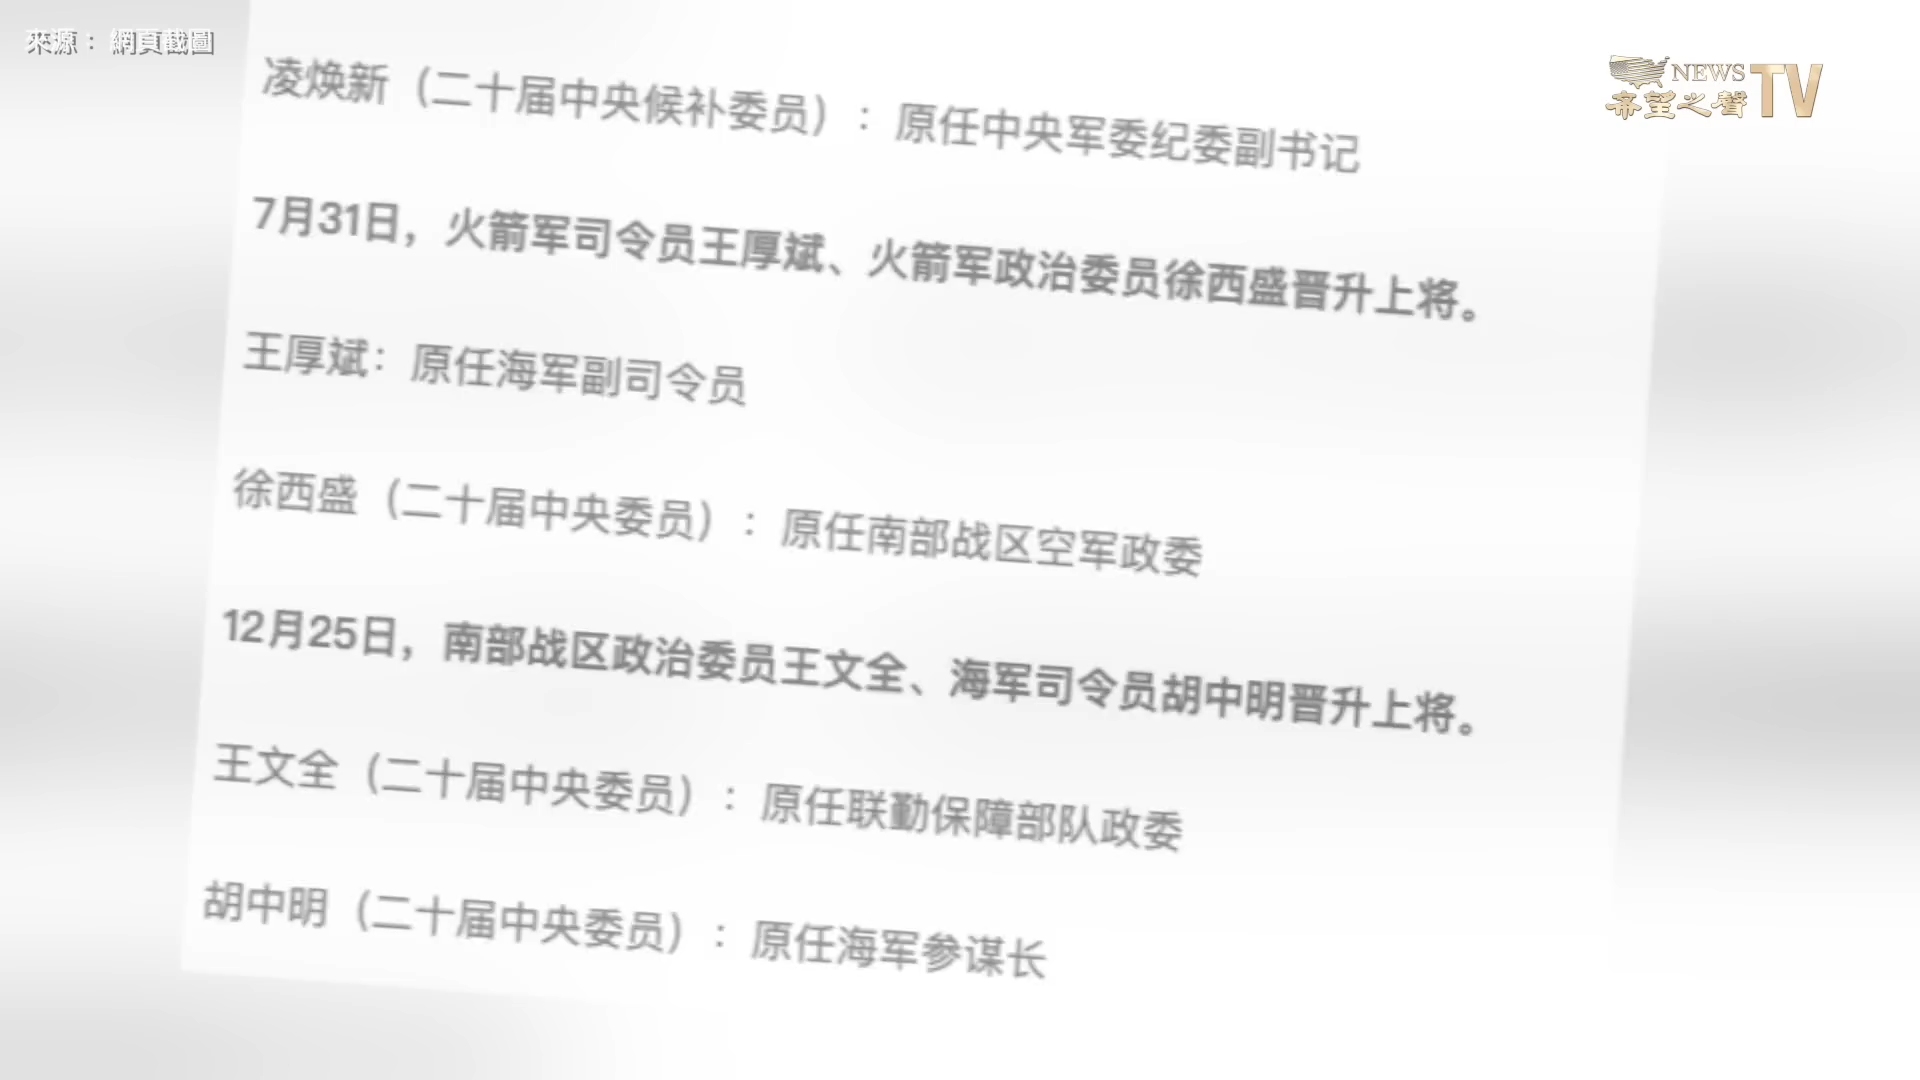 來源： 網頁截圖
NEWS
希望之聲TV
凌焕新（二十届中央候补委员）：原任中央军委纪委副书记
7月31日，火箭军司令员王厚斌、火箭军政治委员徐西盛晋升上将。
王厚斌：原任海军副司令员
徐西盛（二十届中央委员）：原任南部战区空军政委
12月25日，南部战区政治委员王文全、海军司令员胡中明晋升上将。
王文全（二十届中央委员）：原任联勤保障部队政委
胡中明（二十届中央委员）：原任海军参谋长